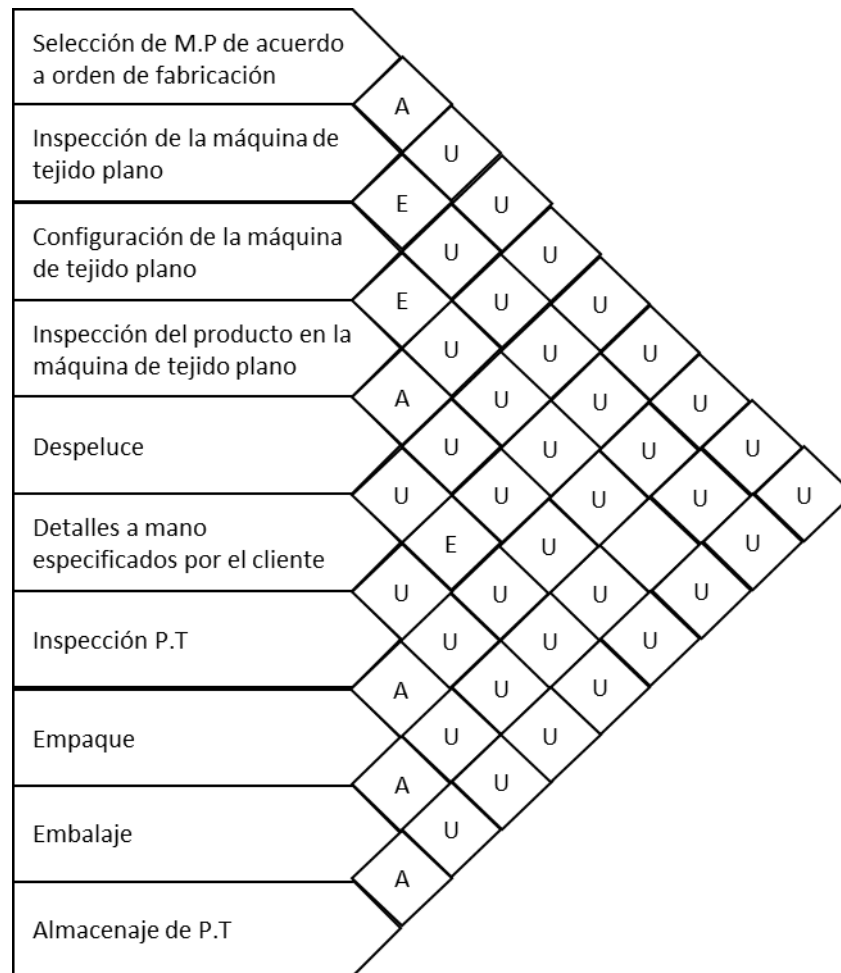 Selección de M.P de acuerdo
a orden de fabricación
A
Inspección de la máquina de
U
tejido plano
E U
Configuración de la máquina
U U
de tejido plano
E U U
Inspección del producto en la
U U U
máquina de tejido plano
A U U U
Despeluce U U U U
U U U U U
Detalles a mano
E U U
especificados por el cliente
U U U U
Inspección P.T U U U
A U U
Empaque U U
A U
Embalaje U
A
Almacenaje de P.T